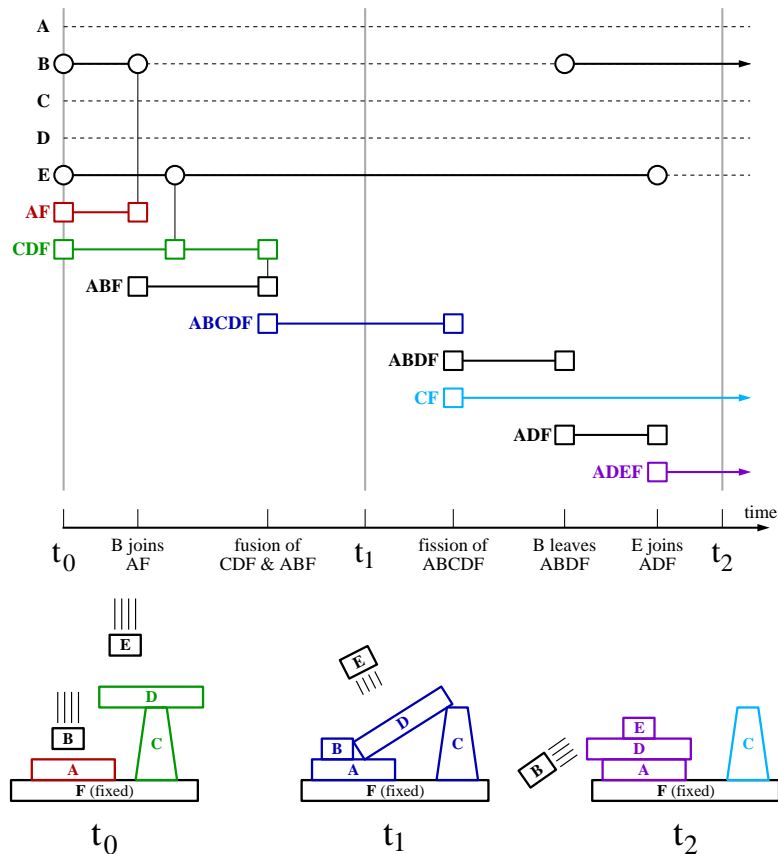 A
B
C
D
E
AF
CDF
ABF
ABCDF
ABDF
CF
ADF
ADEF
time
t0 B joins fusion of t1 fission of B leaves E joins t2
AF CDF & ABF ABCDF ABDF ADF
E
B
D
C
A
F (fixed)
t0
E
D
B
C
A
F (fixed)
t1
E
D
C
B
A
F (fixed)
t2